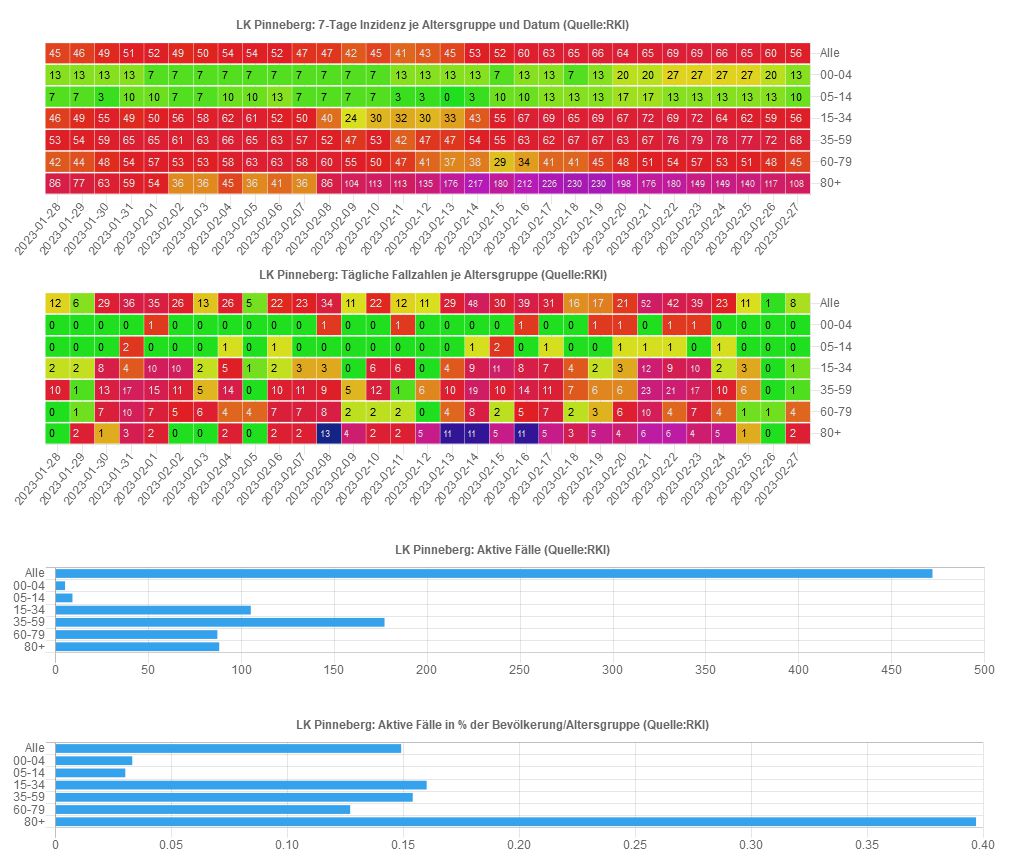 LK Pinneberg: 7-Tage Inzidenz je Altersgruppe und Datum (Quelle:RKI)
45 46 49 51 52 49 50 54 54 52 47 47 42 45 41 43 45 53 52 60 63 65 66 64 65 69 69 66 65 60 56 Alle
13 13 13 13 7 7 7 7 7 7 7 7 7 7 13 13 13 13 7 13 13 7 13 20 20 27 27 27 27 20 13 00-04
7 7 3 10 10 7 7 10 10 13 7 7 7 7 3 3 0 3 10 10 13 13 13 17 17 13 10 13 13 13 10 05-14
46 49 55 49 50 56 58 62 61 52 50 40 24 30 32 30 33 43 55 67 69 65 69 67 72 69 72 64 62 59 56 15-34
53 54 59 65 65 61 63 66 65 63 57 52 47 53 42 47 47 54 55 63 62 67 67 63 67 76 79 78 77 72 68 35-59
42 44 48 54 57 53 53 58 63 63 58 60 55 50 47 41 37 38 29 34 41 41 45 48 51 54 57 53 51 48 45 60-79
86 77 63 59 54 36 36 45 36 41 36 86 104 113 113 135 176 217 180 212 226 230 230 198 176 180 149 149 140 117 108 80+
2023-01-28 2023-01-29 2023-01-30 2023-01-31 2023-02-01 2023-02-02 2023-02-03 2023-02-04 2023-02-05 2023-02-06 2023-02-07 2023-02-08 2023-02-09 2023-02-10 2023-02-11 2023-02-12 2023-02-13 2023-02-14 2023-02-15 2023-02-16 2023-02-17 2023-02-18 2023-02-19 2023-02-20 2023-02-21 2023-02-22 2023-02-23 2023-02-24 2023-02-25 2023-02-26 2023-02-27
LK Pinneberg: Tägliche Fallzahlen je Altersgruppe (Quelle:RKI)
12 6 29 36 35 26 13 26 5 22 23 34 11 22 12 11 29 48 30 39 31 16 17 21 52 42 39 23 11 1 8 Alle
0 0 0 0 1 0 0 0 0 0 0 1 0 0 1 0 0 0 0 1 0 0 1 1 0 1 1 0 0 0 0 00-04
0 0 0 2 0 0 0 1 0 1 0 0 0 0 0 0 0 1 2 0 1 0 0 1 1 1 0 1 0 0 0 05-14
2 2 8 4 10 10 2 5 1 2 3 3 0 6 6 0 4 9 11 8 7 4 2 3 12 9 10 2 3 0 1 15-34
10 1 13 17 15 11 5 14 0 10 11 9 5 12 1 6 10 19 10 14 11 7 6 6 23 21 17 10 6 0 1 35-59
0 1 7 10 7 5 6 4 4 7 7 8 2 2 2 0 4 8 2 5 7 2 3 6 10 4 7 4 1 1 4 60-79
0 2 1 3 2 0 0 2 0 2 2 13 4 2 2 5 11 11 5 11 5 3 5 4 6 6 4 5 1 0 2 80+
2023-01-28 2023-01-29 2023-01-30 2023-01-31 2023-02-01 2023-02-02 2023-02-03 2023-02-04 2023-02-05 2023-02-06 2023-02-07 2023-02-08 2023-02-09 2023-02-10 2023-02-11 2023-02-12 2023-02-13 2023-02-14 2023-02-15 2023-02-16 2023-02-17 2023-02-18 2023-02-19 2023-02-20 2023-02-21 2023-02-22 2023-02-23 2023-02-24 2023-02-25 2023-02-26 2023-02-27
LK Pinneberg: Aktive Fälle (Quelle:RKI)
Alle
00-04
05-14
15-34
35-59
60-79
80+
0 50 100 150 200 250 300 350 400 450 500
LK Pinneberg: Aktive Fälle in % der Bevölkerung/Altersgruppe (Quelle:RKI)
Alle
00-04
05-14
15-34
35-59
60-79
80+
0 0.05 0.10 0.15 0.20 0.25 0.30 0.35 0.40